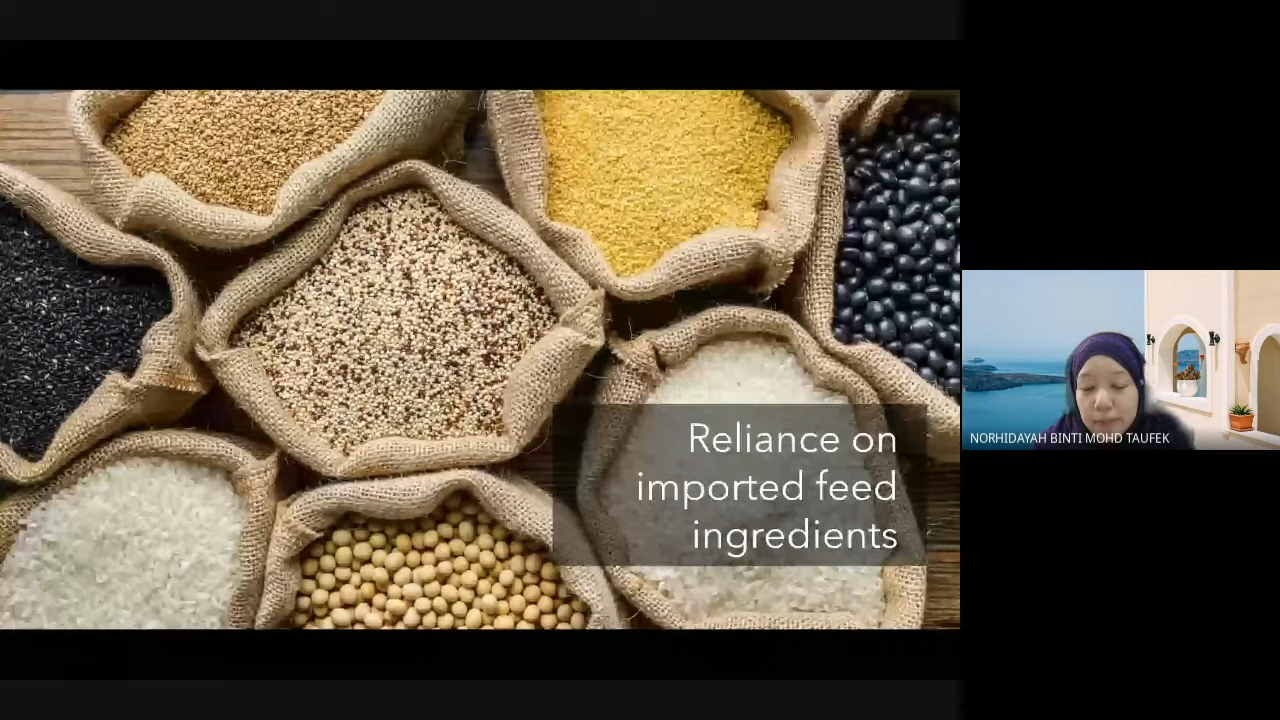 Reliance on
imported feed
ingredients
NORHIDAYAH BINTI MOHD TAUFEK